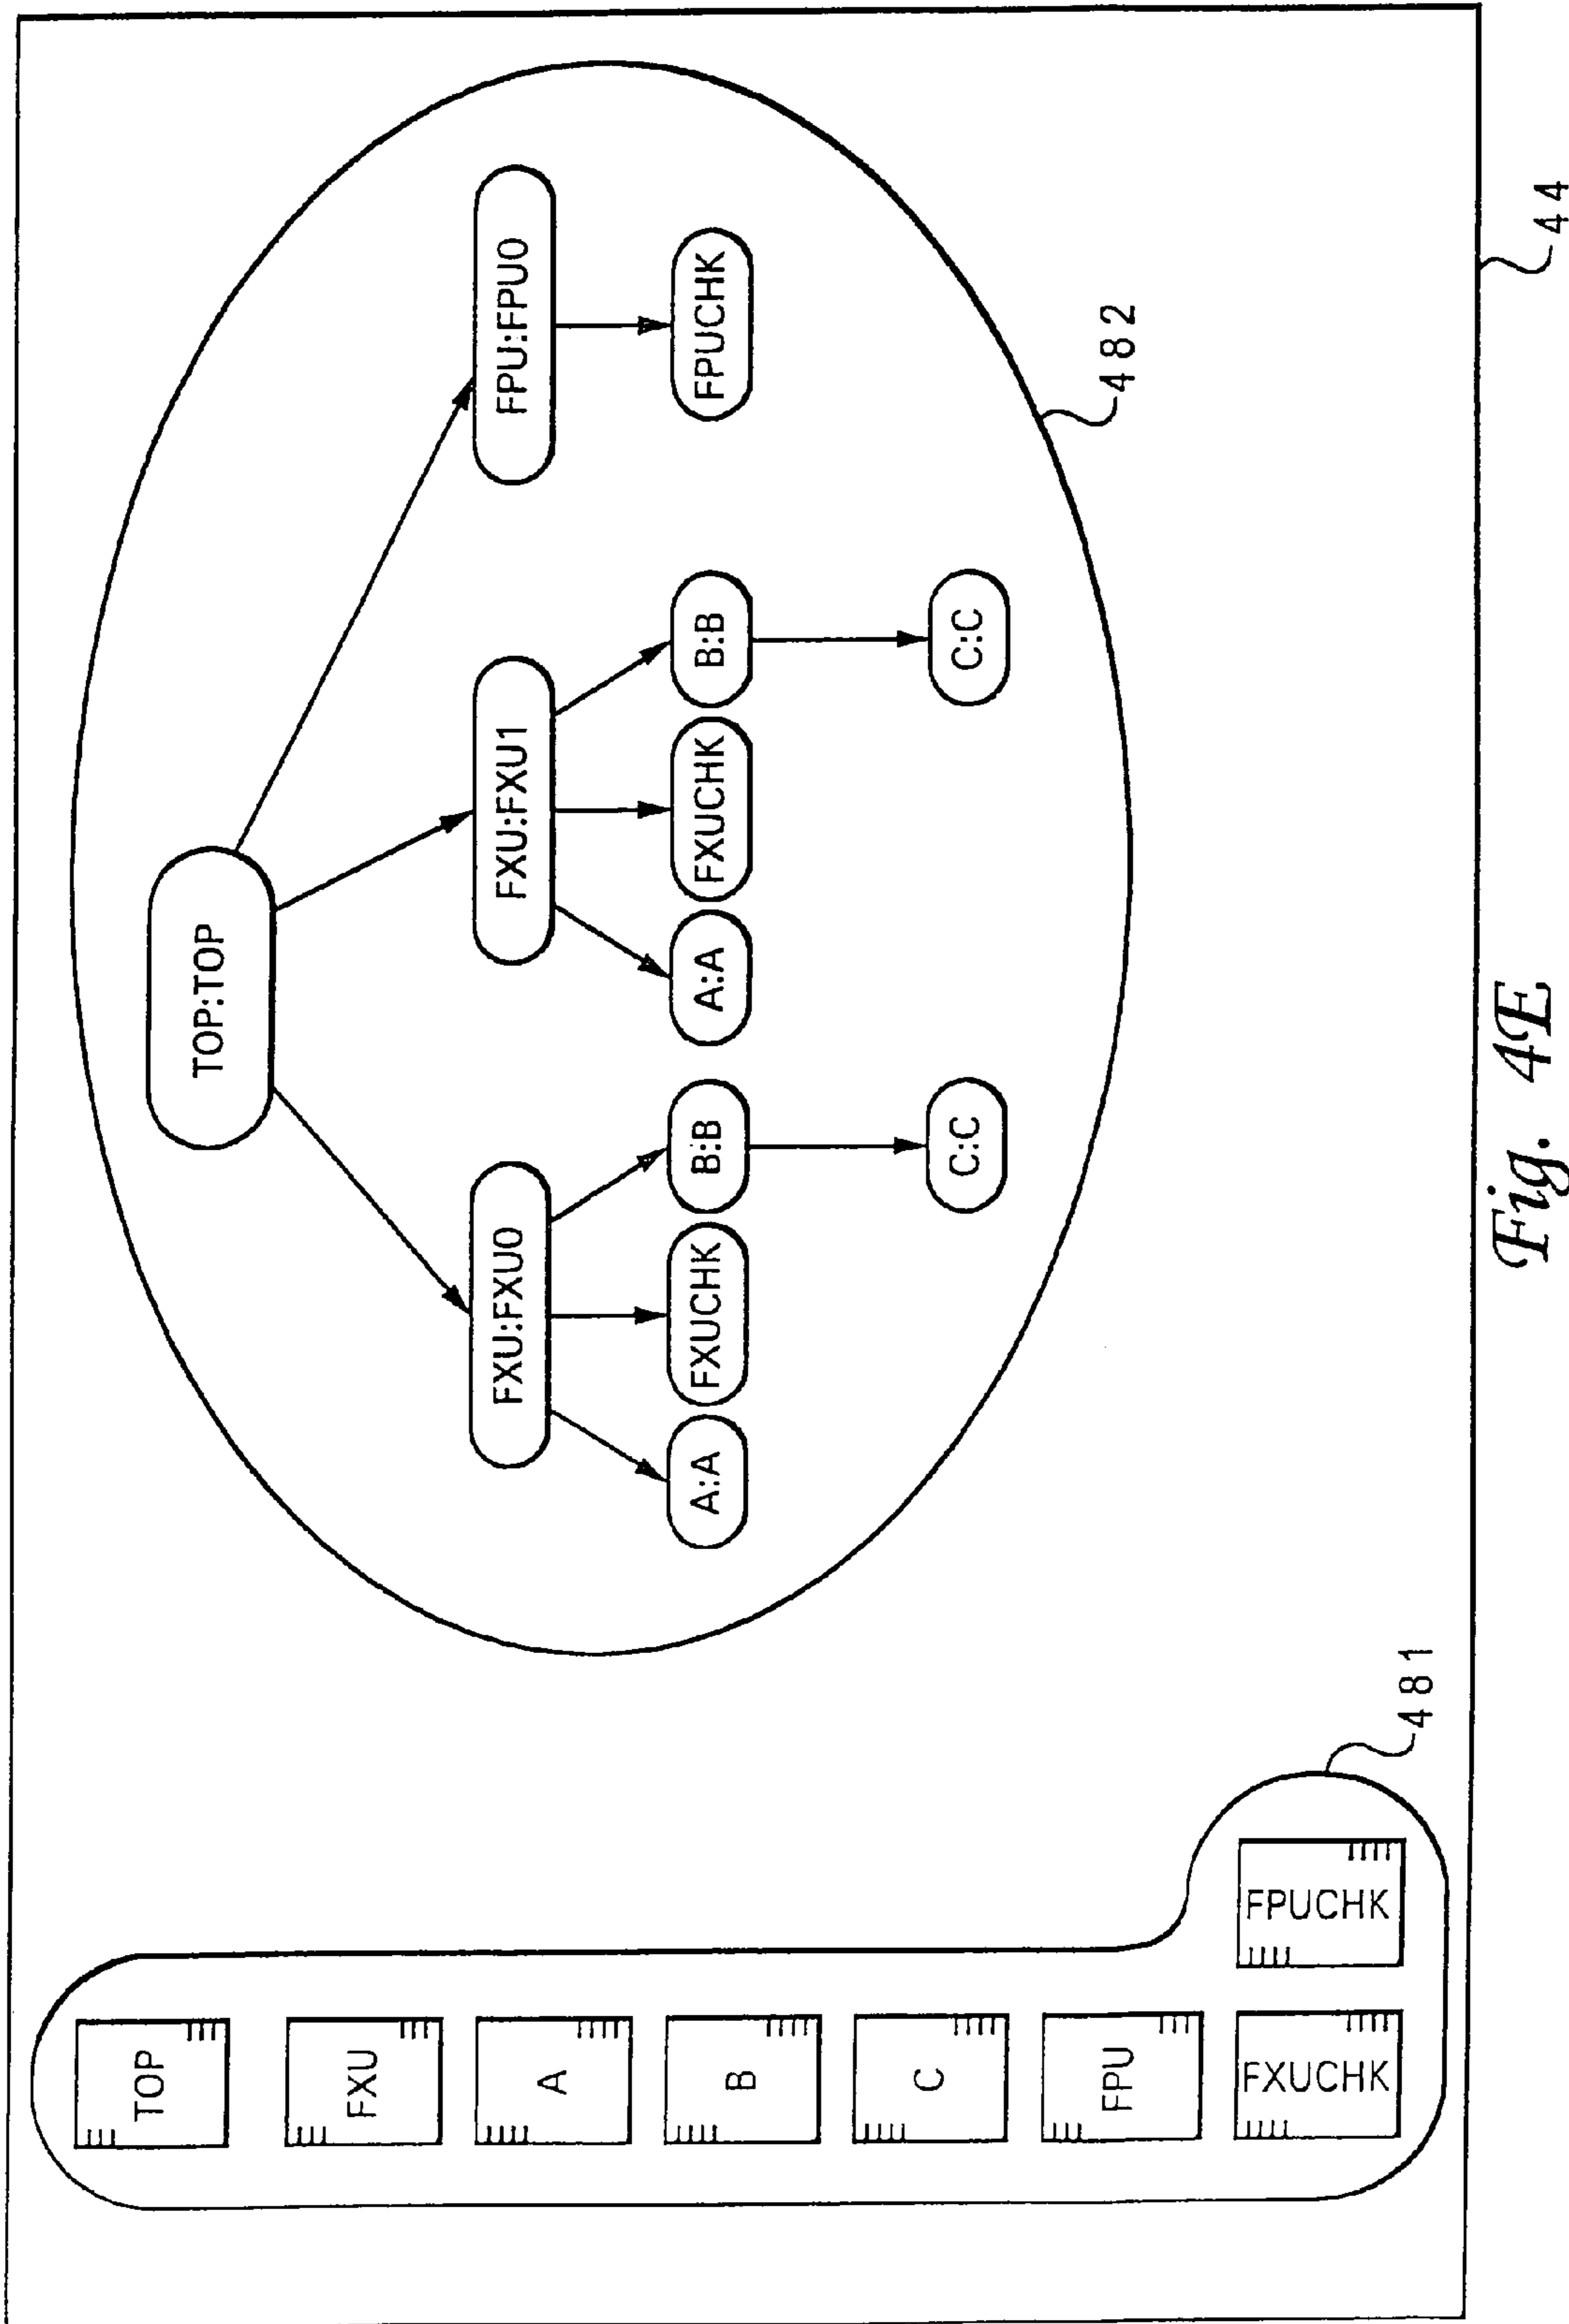 TOP
FXU
A
B
C
FPU
FXUCHK
FPUCHK
481
TOP:TOP
FXU:FXU0
FXU:FXU1
FPU:FPU0
A:A
FXUCHK
B:B
A:A
FXUCHK
B:B
FPUCHK
C:C
C:C
482
44
Fig. 4E